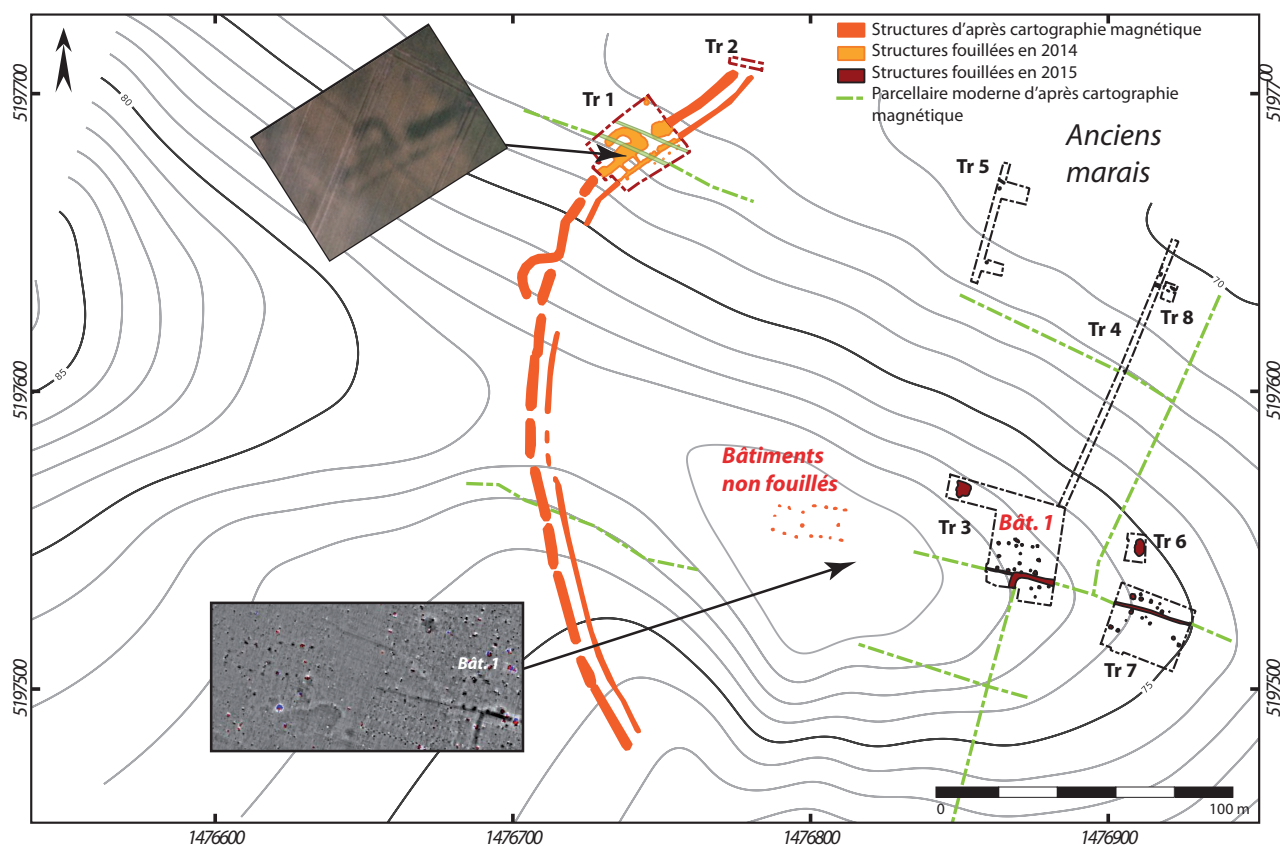 Structures d'après cartographie magnétique
Structures fouillées en 2014
Structures fouillées en 2015
Parcellaire moderne d'après cartographie
magnétique
Tr 2
Tr 1
Anciens
marais
Tr 5
Tr 4
Tr 8
Bâtiments
non fouillés
Tr 3
Bât. 1
Tr 6
Tr 7
Bât. 1
80
85
70
75
0
100 m
5197700
5197600
5197500
5197700
5197600
5197500
1476600
1476700
1476800
1476900